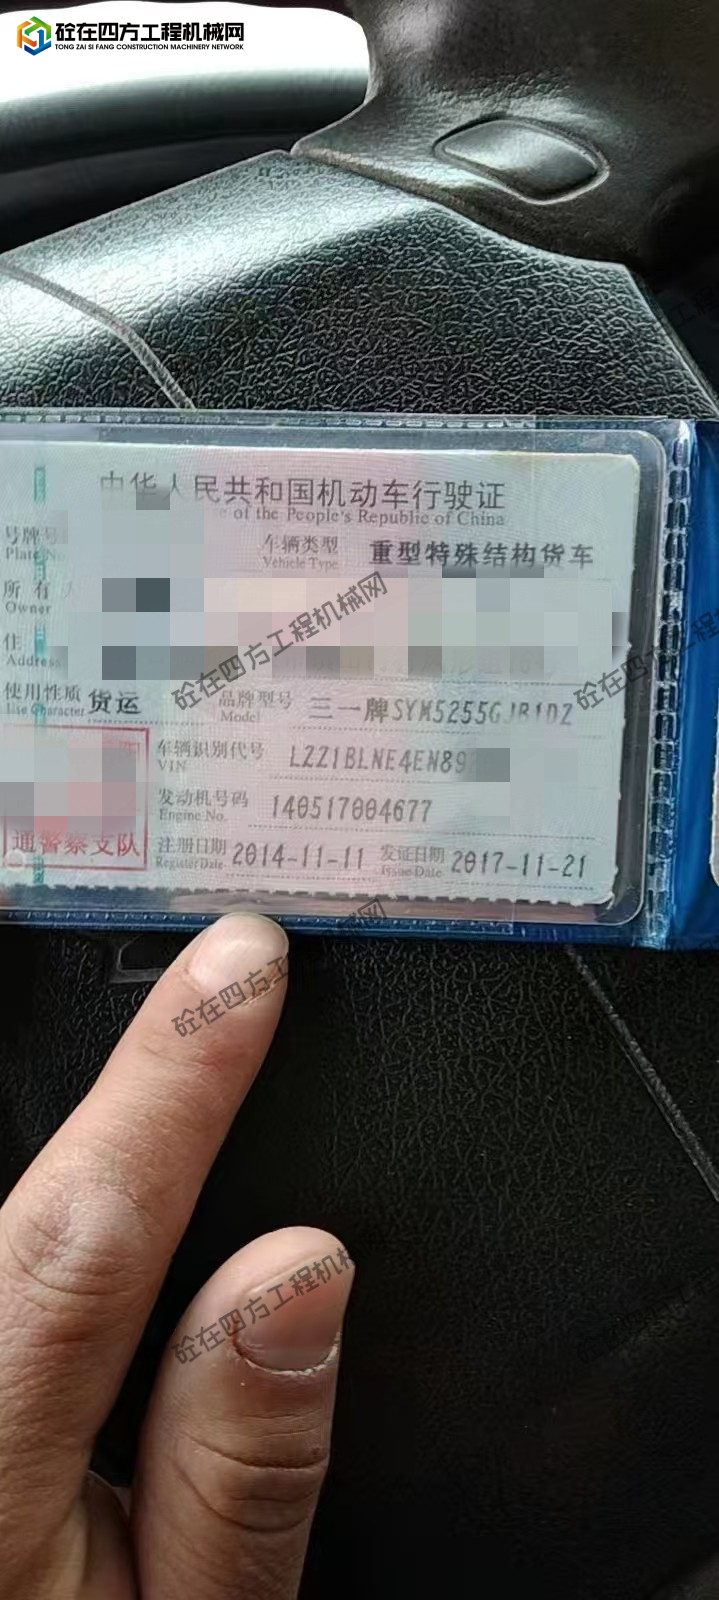 砼在四方工程机械网
TONG ZAI SI FANG CONSTRUCTION MACHINERY NETWORK
中华人民共和国机动车行驶证
of the People's Republic of China
号牌号
Plate No
车辆类型
Vehicle Type
重型特殊结构货车
所有
Owner
住
Address
使用性质
Use Character
货运
品牌型号
Model
三一牌SYM5255GJB1DZ
车辆识别代号
VIN
LZZ1BLNE4EN89
发动机号码
Engine No.
140517004677
通警察支队
注册日期
Register Date
2014-11-11
发证日期
Issue Date
2017-11-21
砼在四方工程机械网
砼在四方工程机械网
砼在四方工程机械网
砼在四方工程机